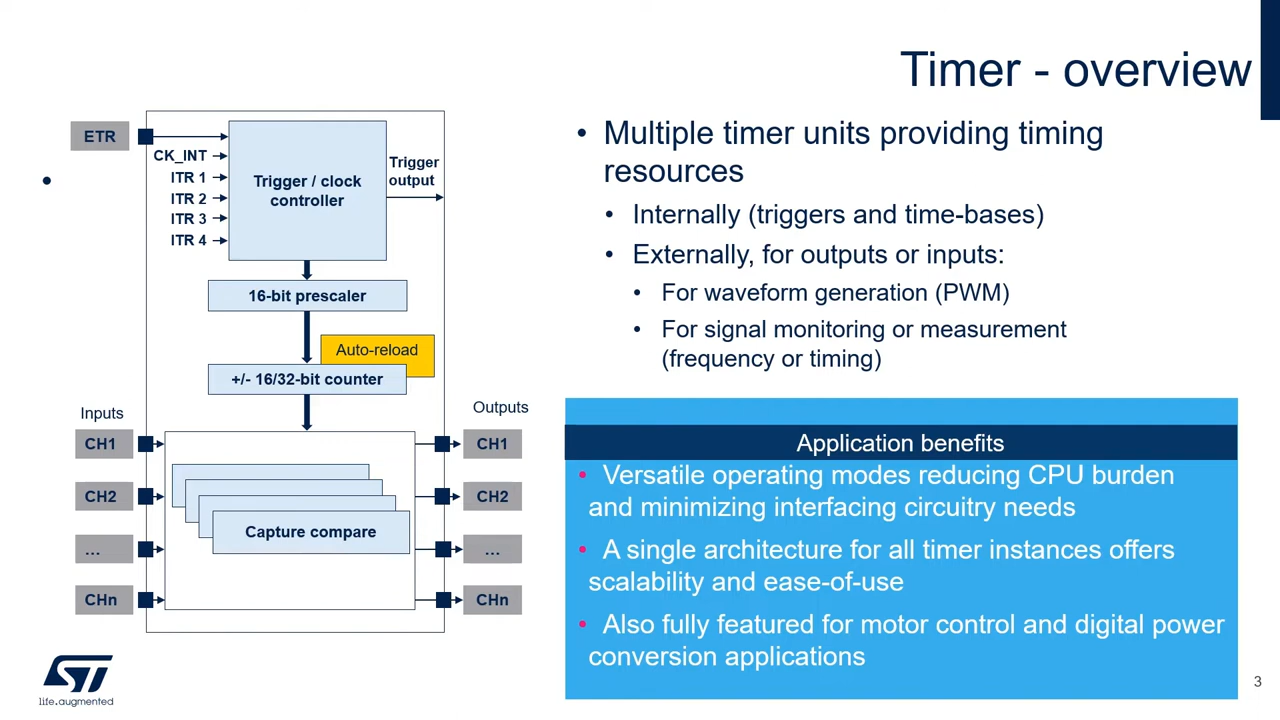 Timer - overview
ETR
CK_INT
ITR 1
ITR 2
ITR 3
ITR 4
Trigger / clock
controller
Trigger
output
16-bit prescaler
Auto-reload
+/- 16/32-bit counter
Inputs
Outputs
CH1
CH1
CH2
CH2
...
...
CHn
CHn
Capture compare
• Multiple timer units providing timing
resources
• Internally (triggers and time-bases)
• Externally, for outputs or inputs:
• For waveform generation (PWM)
• For signal monitoring or measurement
(frequency or timing)
Application benefits
• Versatile operating modes reducing CPU burden
and minimizing interfacing circuitry needs
• A single architecture for all timer instances offers
scalability and ease-of-use
• Also fully featured for motor control and digital power
conversion applications
ST
life.augmented
3